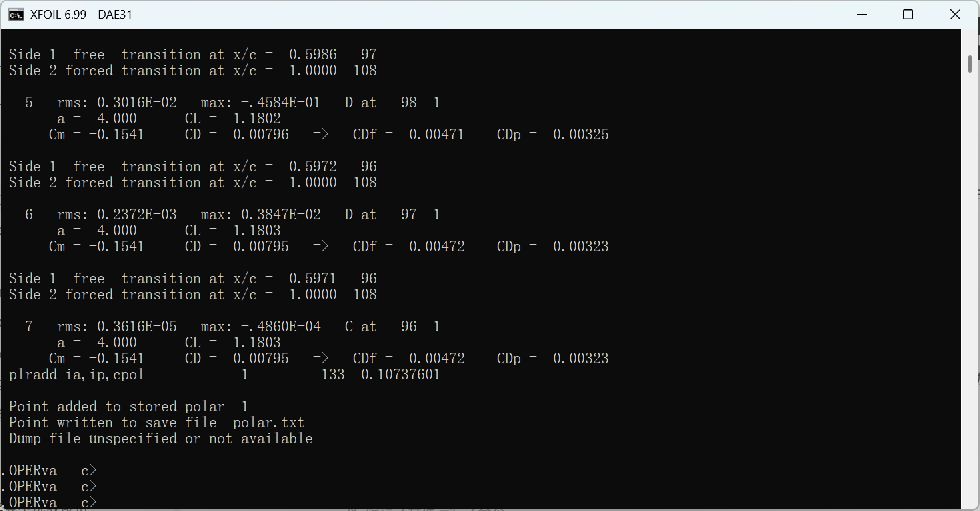 XFOIL 6.99 DAE31
Side 1 free transition at x/c = 0.5986 97
Side 2 forced transition at x/c = 1.0000 108
5 rms: 0.3016E-02 max: -.4584E-01 D at 98 1
a = 4.000 CL = 1.1802
Cm = -0.1541 CD = 0.00796 => CDf = 0.00471 CDp = 0.00325
Side 1 free transition at x/c = 0.5972 96
Side 2 forced transition at x/c = 1.0000 108
6 rms: 0.2372E-03 max: 0.3847E-02 D at 97 1
a = 4.000 CL = 1.1803
Cm = -0.1541 CD = 0.00795 => CDf = 0.00472 CDp = 0.00323
Side 1 free transition at x/c = 0.5971 96
Side 2 forced transition at x/c = 1.0000 108
7 rms: 0.3616E-05 max: -.4860E-04 C at 96 1
a = 4.000 CL = 1.1803
Cm = -0.1541 CD = 0.00795 => CDf = 0.00472 CDp = 0.00323
plradd ia,ip,cpol 1 133 0.10737601
Point added to stored polar 1
Point written to save file polar.txt
Dump file unspecified or not available
.OPERva c>
.OPERva c>
.OPERva c>